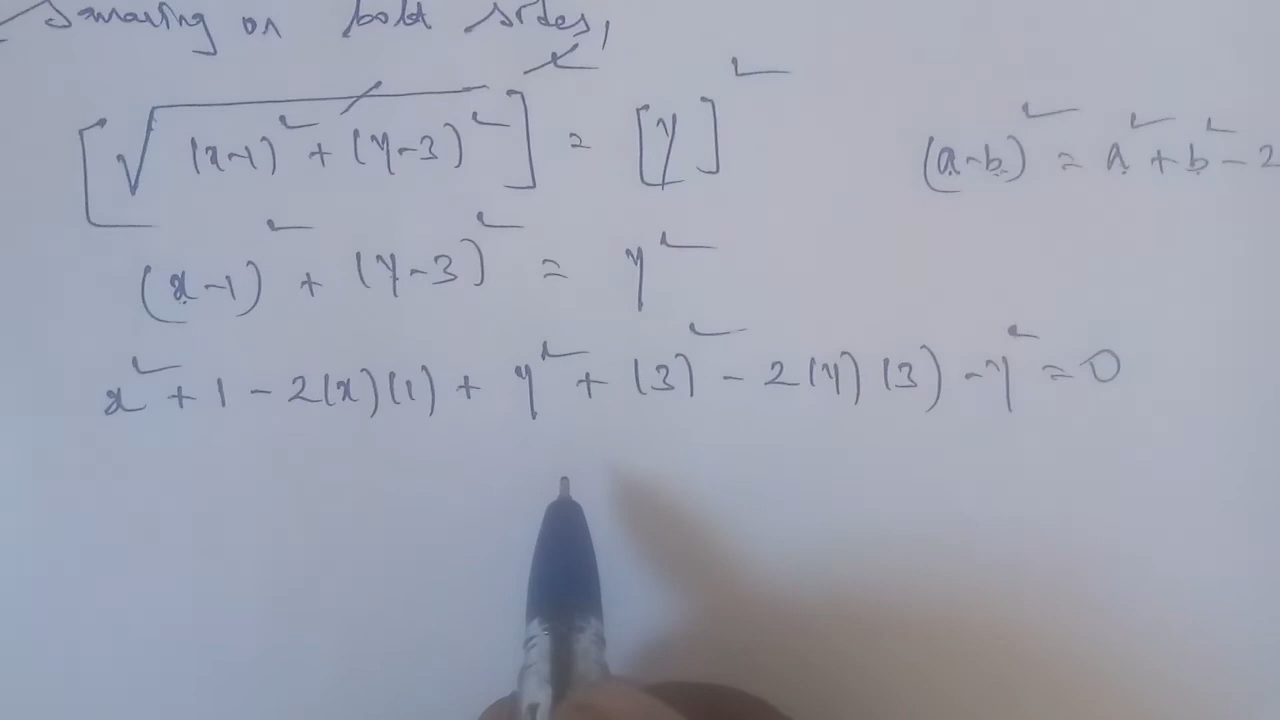 Squaring on both sides,
[√(x-1)² + (y-3)²]² = [y]²
(a-b)² = a² + b² - 2
(x-1)² + (y-3)² = y²
x² + 1 - 2(x)(1) + y² + (3)² - 2(y)(3) - y² = 0